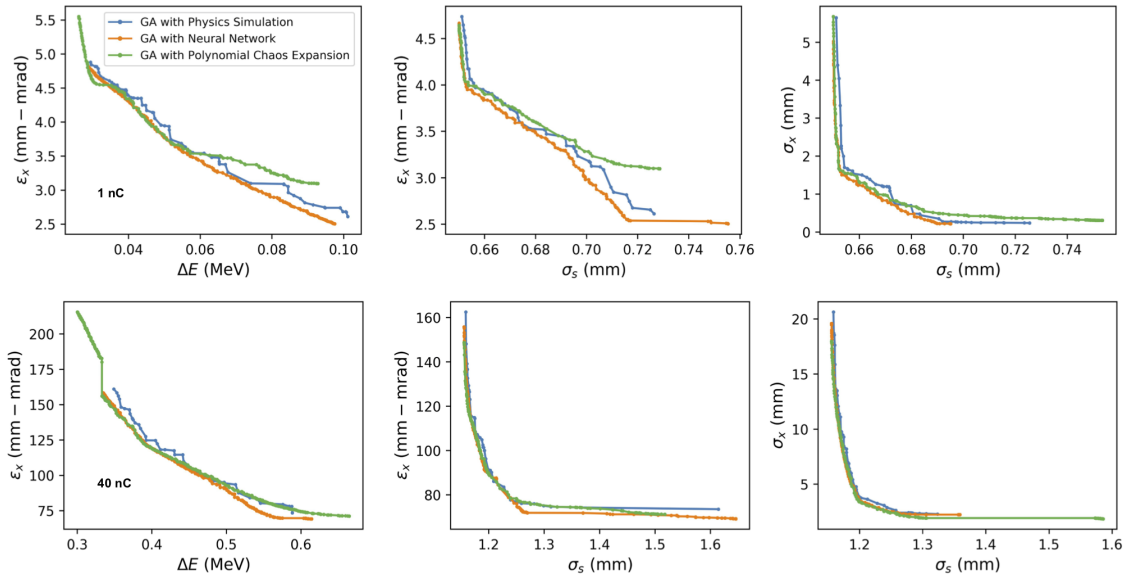 GA with Physics Simulation
GA with Neural Network
GA with Polynomial Chaos Expansion
5.5
5.0
4.5
4.0
3.5
3.0
2.5
εₓ (mm − mrad)
1 nC
0.04 0.06 0.08 0.10
ΔE (MeV)
4.5
4.0
3.5
3.0
2.5
εₓ (mm − mrad)
0.66 0.68 0.70 0.72 0.74 0.76
σₛ (mm)
5
4
3
2
1
0
σₓ (mm)
0.66 0.68 0.70 0.72 0.74
σₛ (mm)
200
175
150
125
100
75
εₓ (mm − mrad)
40 nC
0.3 0.4 0.5 0.6
ΔE (MeV)
160
140
120
100
80
εₓ (mm − mrad)
1.2 1.3 1.4 1.5 1.6
σₛ (mm)
20
15
10
5
σₓ (mm)
1.2 1.3 1.4 1.5 1.6
σₛ (mm)